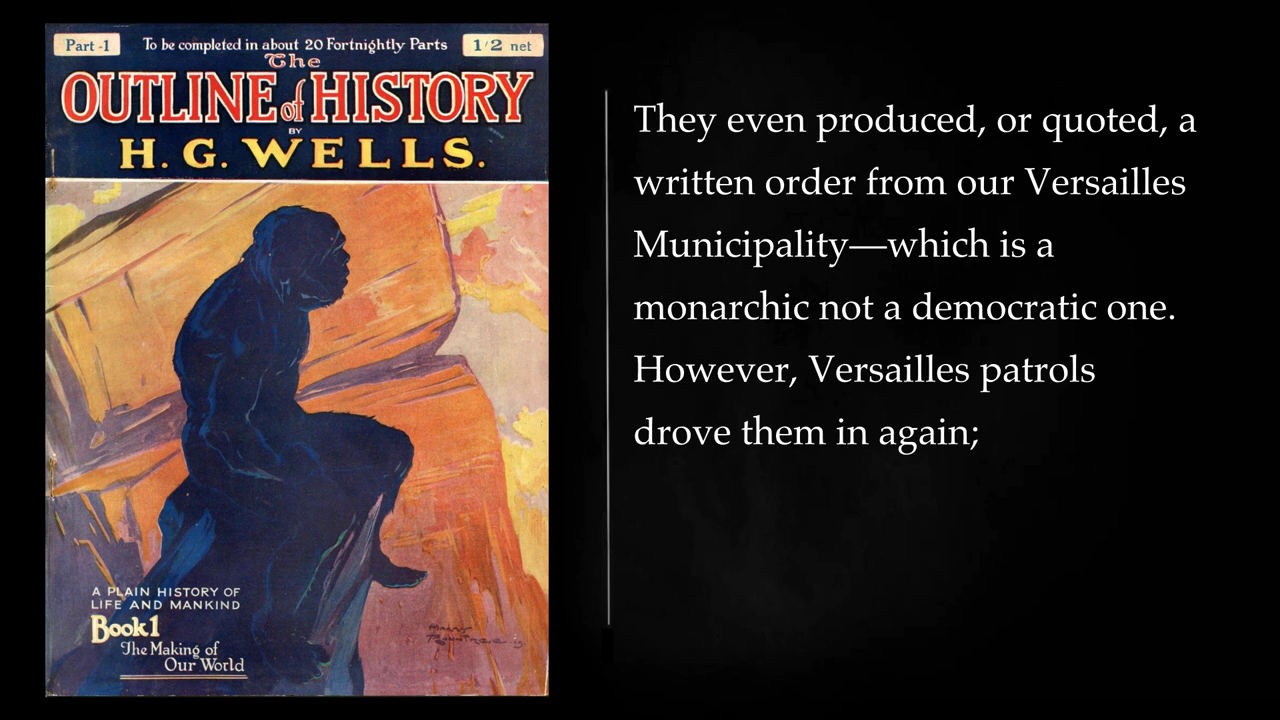 Part -1
To be completed in about 20 Fortnightly Parts
1/2 net
The
OUTLINE of HISTORY
BY
H. G. WELLS.
A PLAIN HISTORY OF
LIFE AND MANKIND
Book 1
The Making of
Our World
They even produced, or quoted, a
written order from our Versailles
Municipality—which is a
monarchic not a democratic one.
However, Versailles patrols
drove them in again;